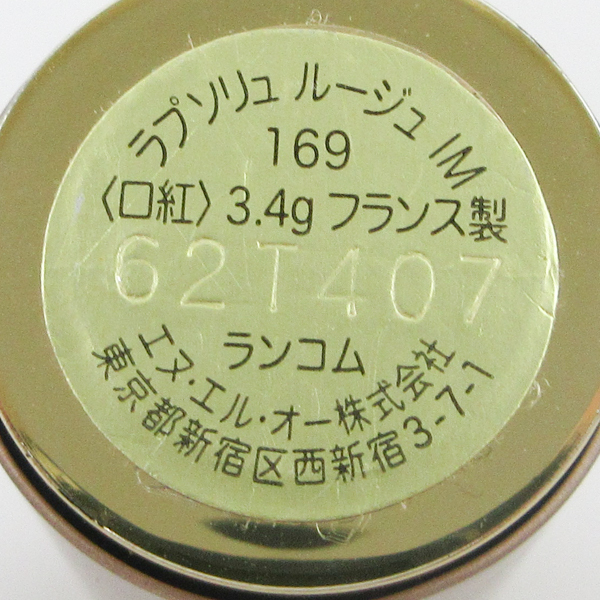 ラプソリュ ルージュ IM
169
〈口紅〉 3.4g フランス製
62T407
ランコム
エヌ・エル・オー株式会社
東京都新宿区西新宿3-7-1